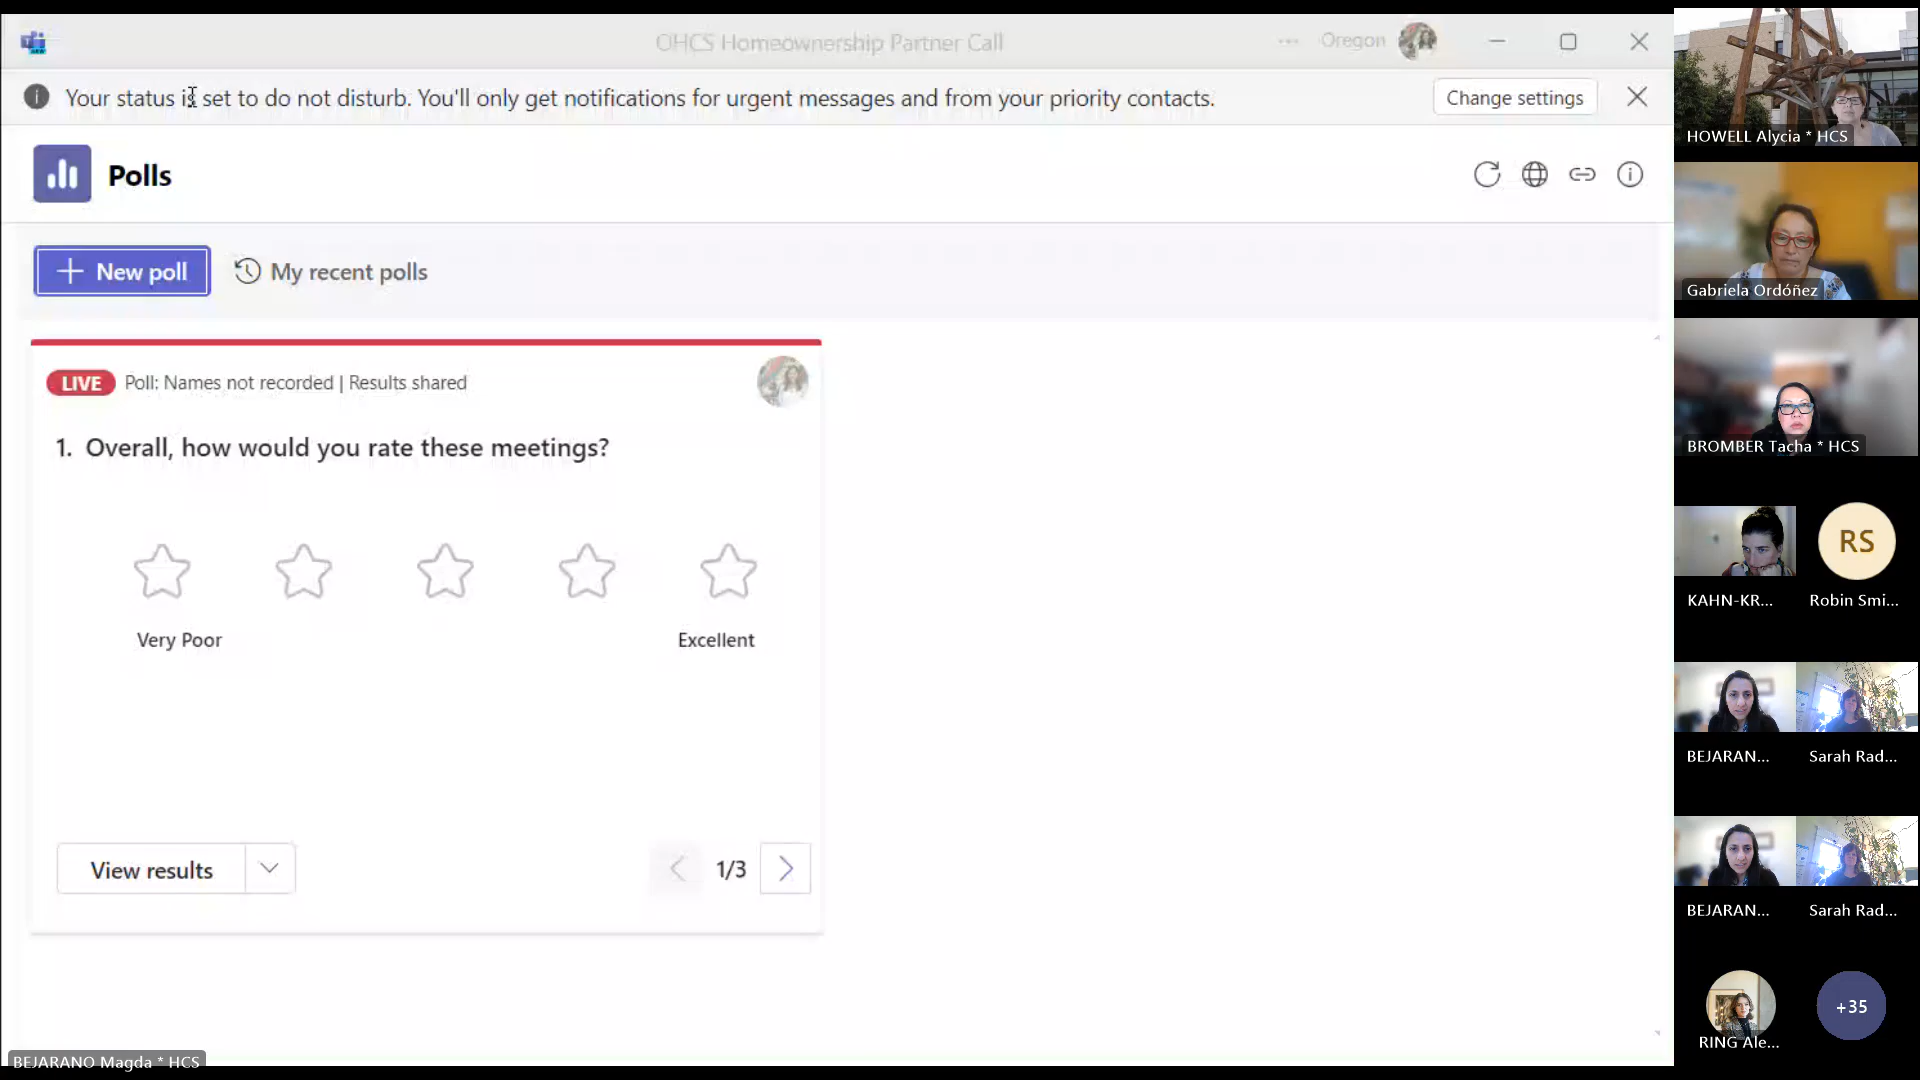 OHCS Homeownership Partner Call
Oregon
Your status is set to do not disturb. You'll only get notifications for urgent messages and from your priority contacts.
Change settings
Polls
New poll
My recent polls
LIVE Poll: Names not recorded | Results shared
1. Overall, how would you rate these meetings?
Very Poor
Excellent
View results
1/3
BEJARANO Magda * HCS
HOWELL Alycia * HCS
Gabriela Ordóñez
BROMBER Tacha * HCS
RS
KAHN-KR...
Robin Smi...
BEJARAN...
Sarah Rad...
BEJARAN...
Sarah Rad...
RING Ale...
+35